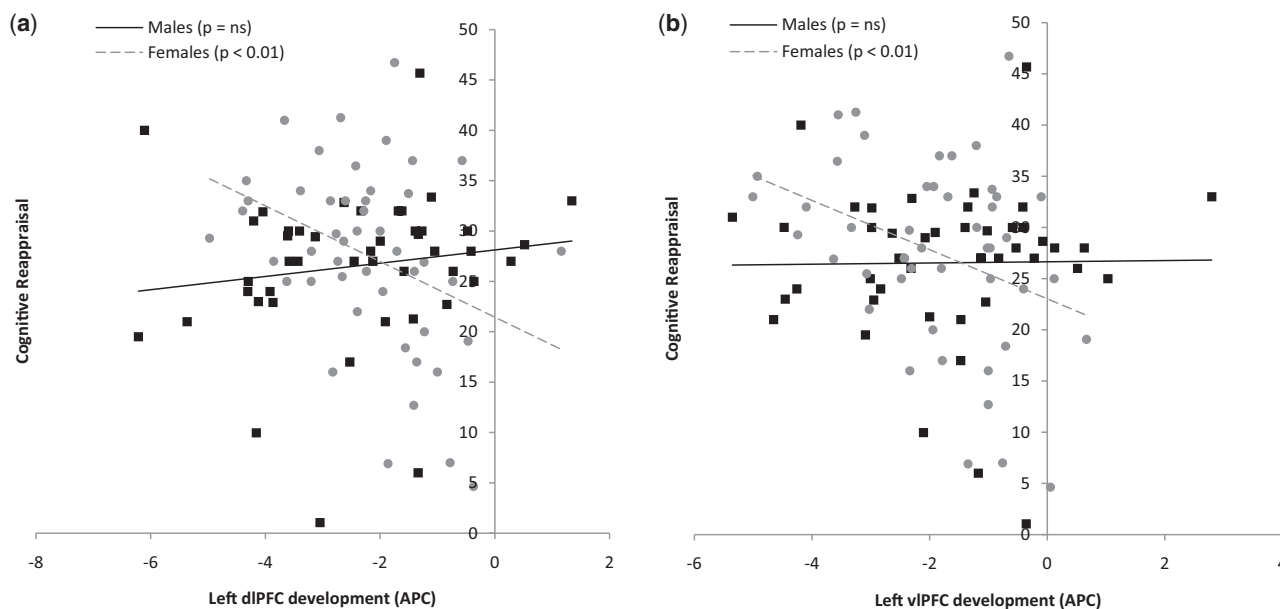 (a)
Males (p = ns)
Females (p < 0.01)
50
45
40
35
30
25
20
15
10
5
0
Cognitive Reappraisal
-8 -6 -4 -2 0 2
Left dlPFC development (APC)
(b)
Males (p = ns)
Females (p < 0.01)
50
45
40
35
30
25
20
15
10
5
0
Cognitive Reappraisal
-6 -4 -2 0 2 4
Left vlPFC development (APC)